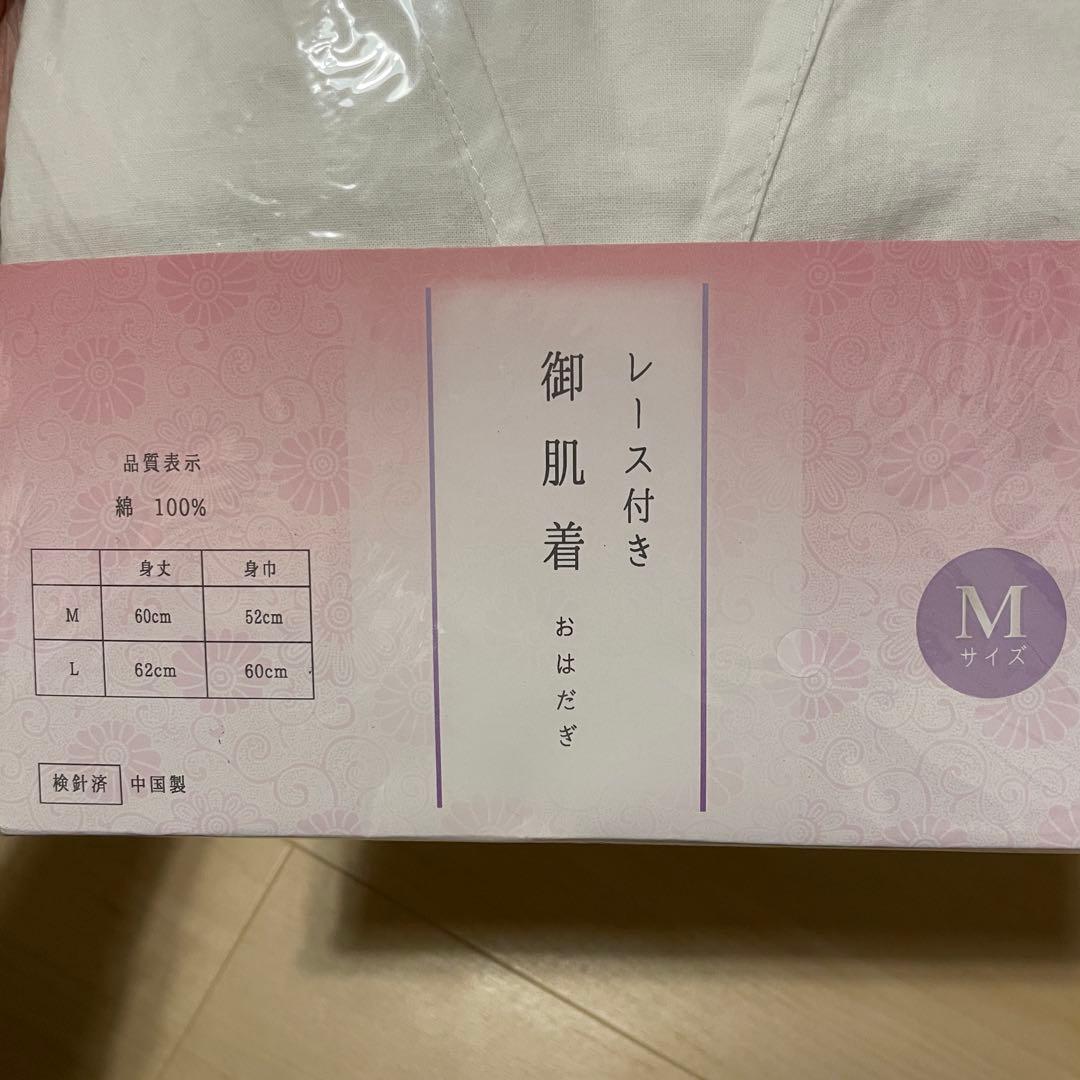 レース付き
御肌着
おはだぎ
品質表示
綿 100%
身丈 身巾
M 60cm 52cm
L 62cm 60cm
検針済 中国製
M
サイズ